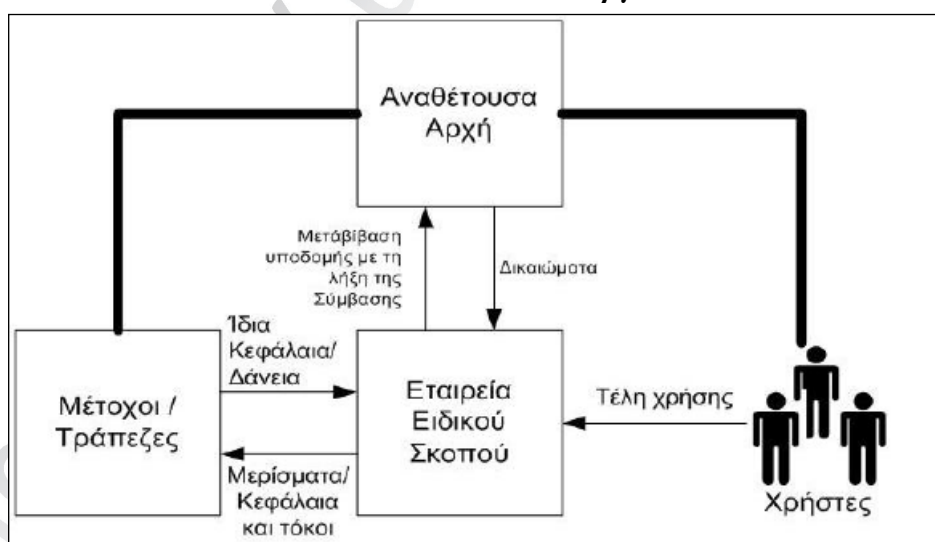 Αναθέτουσα
Αρχή
Μετάβίβαση
υποδομής με τη
λήξη της
Σύμβασης
Δικαιώματα
Ίδια
Κεφάλαια/
Δάνεια
Μέτοχοι /
Τράπεζες
Εταιρεία
Ειδικού
Σκοπού
Τέλη χρήσης
Μερίσματα/
Κεφάλαια
και τόκοι
Χρήστες